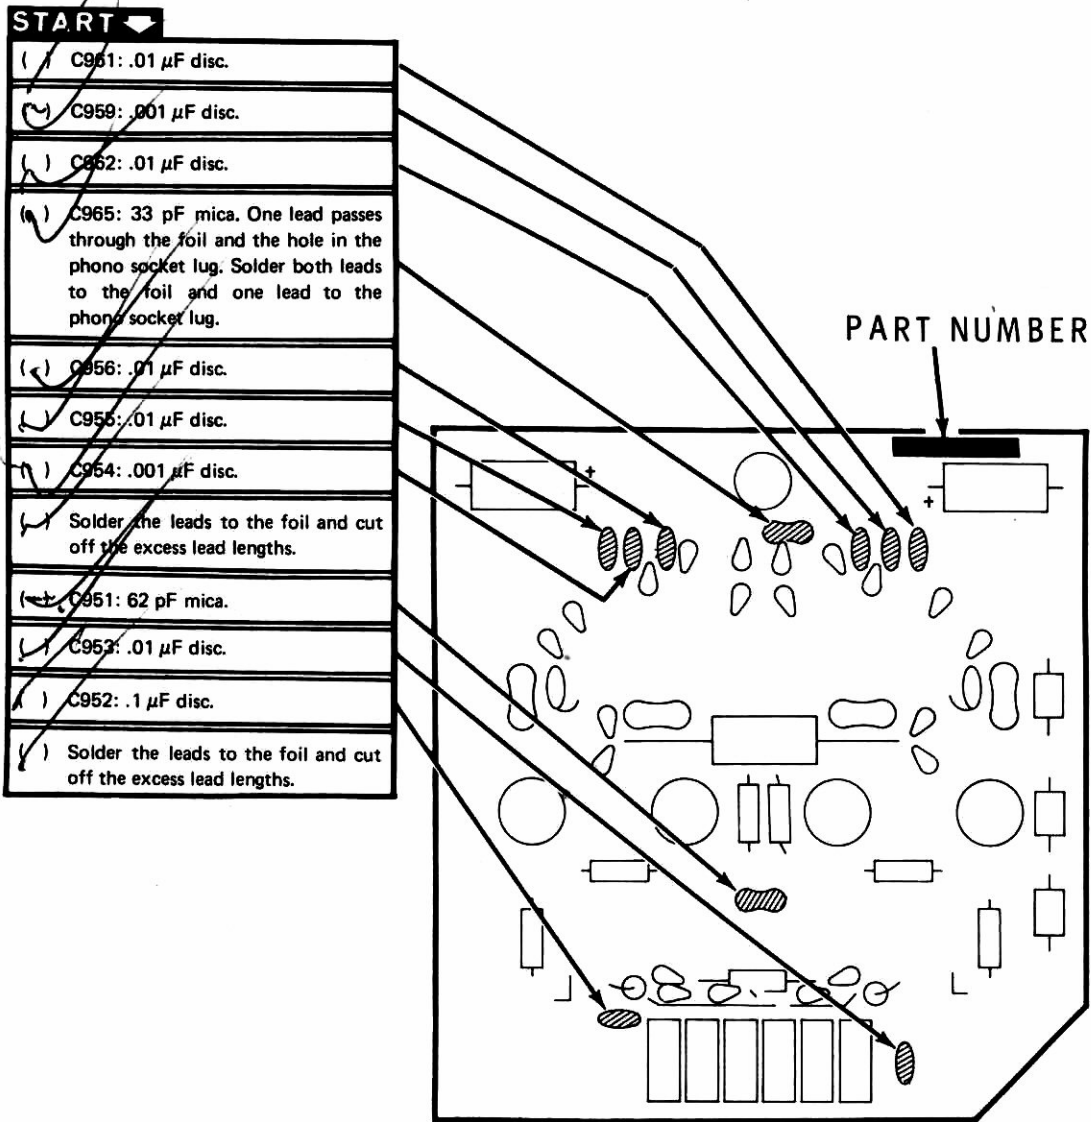 START
( ) C961: .01 µF disc.
( ) C959: .001 µF disc.
( ) C962: .01 µF disc.
( ) C965: 33 pF mica. One lead passes
through the foil and the hole in the
phono socket lug. Solder both leads
to the foil and one lead to the
phono socket lug.
( ) C956: .01 µF disc.
( ) C955: .01 µF disc.
( ) C954: .001 µF disc.
( ) Solder the leads to the foil and cut
off the excess lead lengths.
( ) C951: 62 pF mica.
( ) C953: .01 µF disc.
( ) C952: .1 µF disc.
( ) Solder the leads to the foil and cut
off the excess lead lengths.
PART NUMBER
+
+